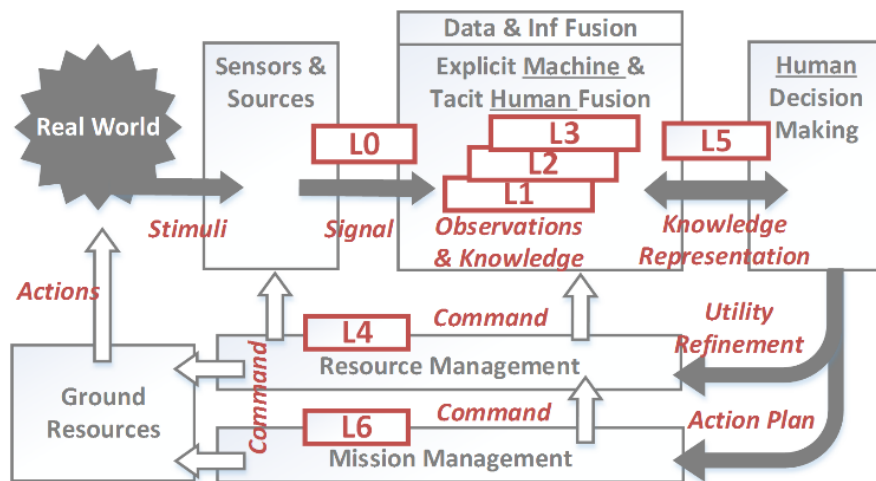 Data & Inf Fusion
Sensors &
Sources
Explicit Machine &
Tacit Human Fusion
Human
Decision
Making
Real World
L0
L3
L2
L1
L5
Stimuli
Signal
Observations
& Knowledge
Knowledge
Representation
Actions
Command
L4
Resource Management
Utility
Refinement
Ground
Resources
Command
Command
L6
Mission Management
Action Plan